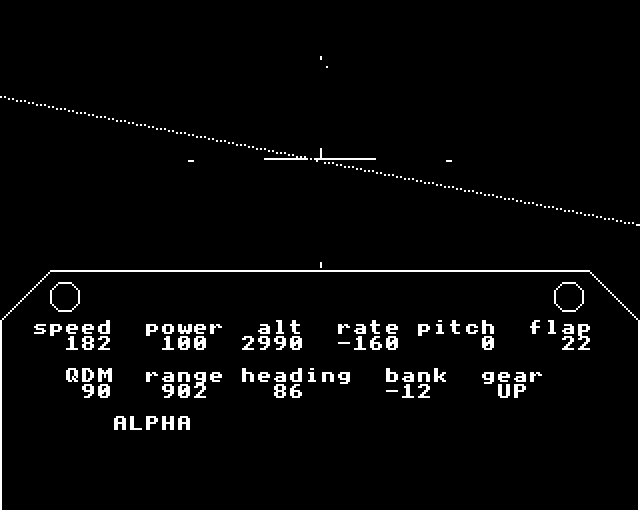 speed power alt rate pitch flap
182 100 2990 -160 0 22
QDM range heading bank gear
90 902 86 -12 UP
ALPHA